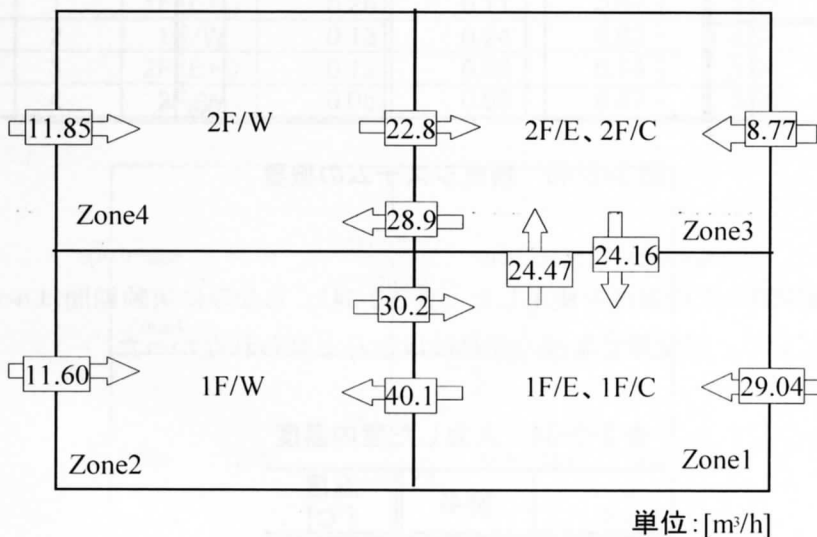 11.85
2F/W
22.8
2F/E、2F/C
8.77
Zone4
28.9
Zone3
24.47
24.16
30.2
11.60
1F/W
40.1
1F/E、1F/C
29.04
Zone2
Zone1
単位:[m³/h]